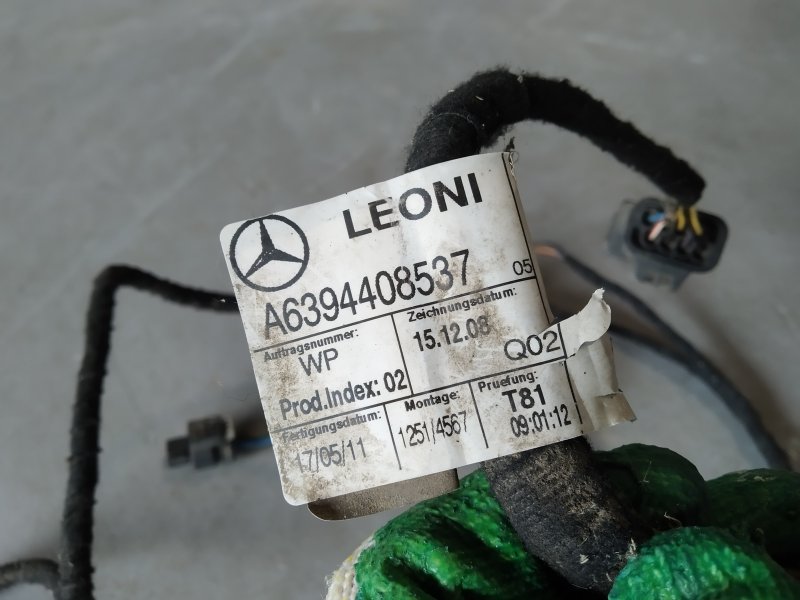 LEONI
A6394408537
05
Auftragsnummer:
WP
Zeichnungsdatum:
15.12.08
Prod.Index: 02
Q02
Fertigungsdatum:
17/05/11
Montage:
1251/4567
Pruefung:
T81
09:01:12